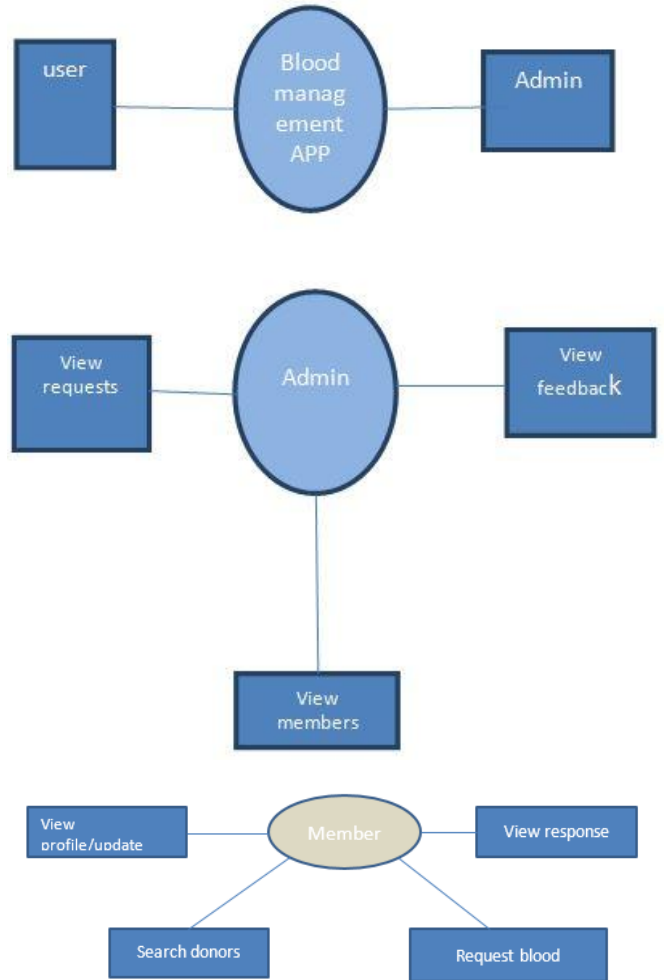 user
Blood
manag
ement
APP
Admin
View
requests
Admin
View
feedback
View
members
View
profile/update
Member
View response
Search donors
Request blood